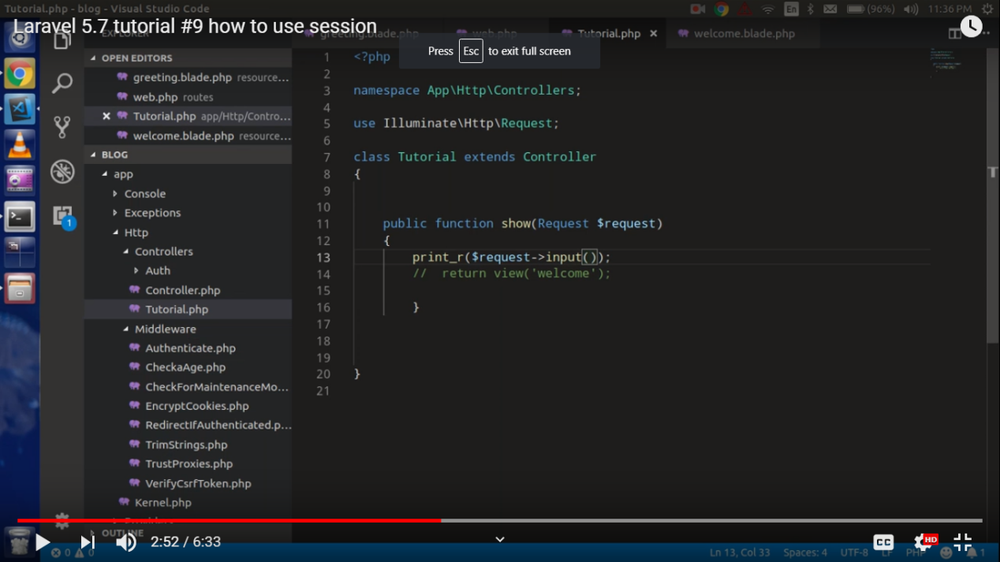 Tutorial.php - blog - Visual Studio Code
En
(96%)
11:36 PM
Laravel 5.7 tutorial #9 how to use session
EXPLORER
greeting.blade.php
web.php
Tutorial.php
welcome.blade.php
Press Esc to exit full screen
OPEN EDITORS
greeting.blade.php resource...
web.php routes
Tutorial.php app/Http/Contro...
welcome.blade.php resource...
BLOG
app
Console
Exceptions
Http
Controllers
Auth
Controller.php
Tutorial.php
Middleware
Authenticate.php
CheckaAge.php
CheckForMaintenanceMo...
EncryptCookies.php
RedirectIfAuthenticated.p...
TrimStrings.php
TrustProxies.php
VerifyCsrfToken.php
Kernel.php
Providers
OUTLINE
1
1 <?php
2
3 namespace App\Http\Controllers;
4
5 use Illuminate\Http\Request;
6
7 class Tutorial extends Controller
8 {
9
10
11 public function show(Request $request)
12 {
13 print_r($request->input());
14 // return view('welcome');
15
16 }
17
18
19
20 }
21
2:52 / 6:33
CC
HD
0 0
Ln 13, Col 33
Spaces: 4
UTF-8
LF
PHP
1